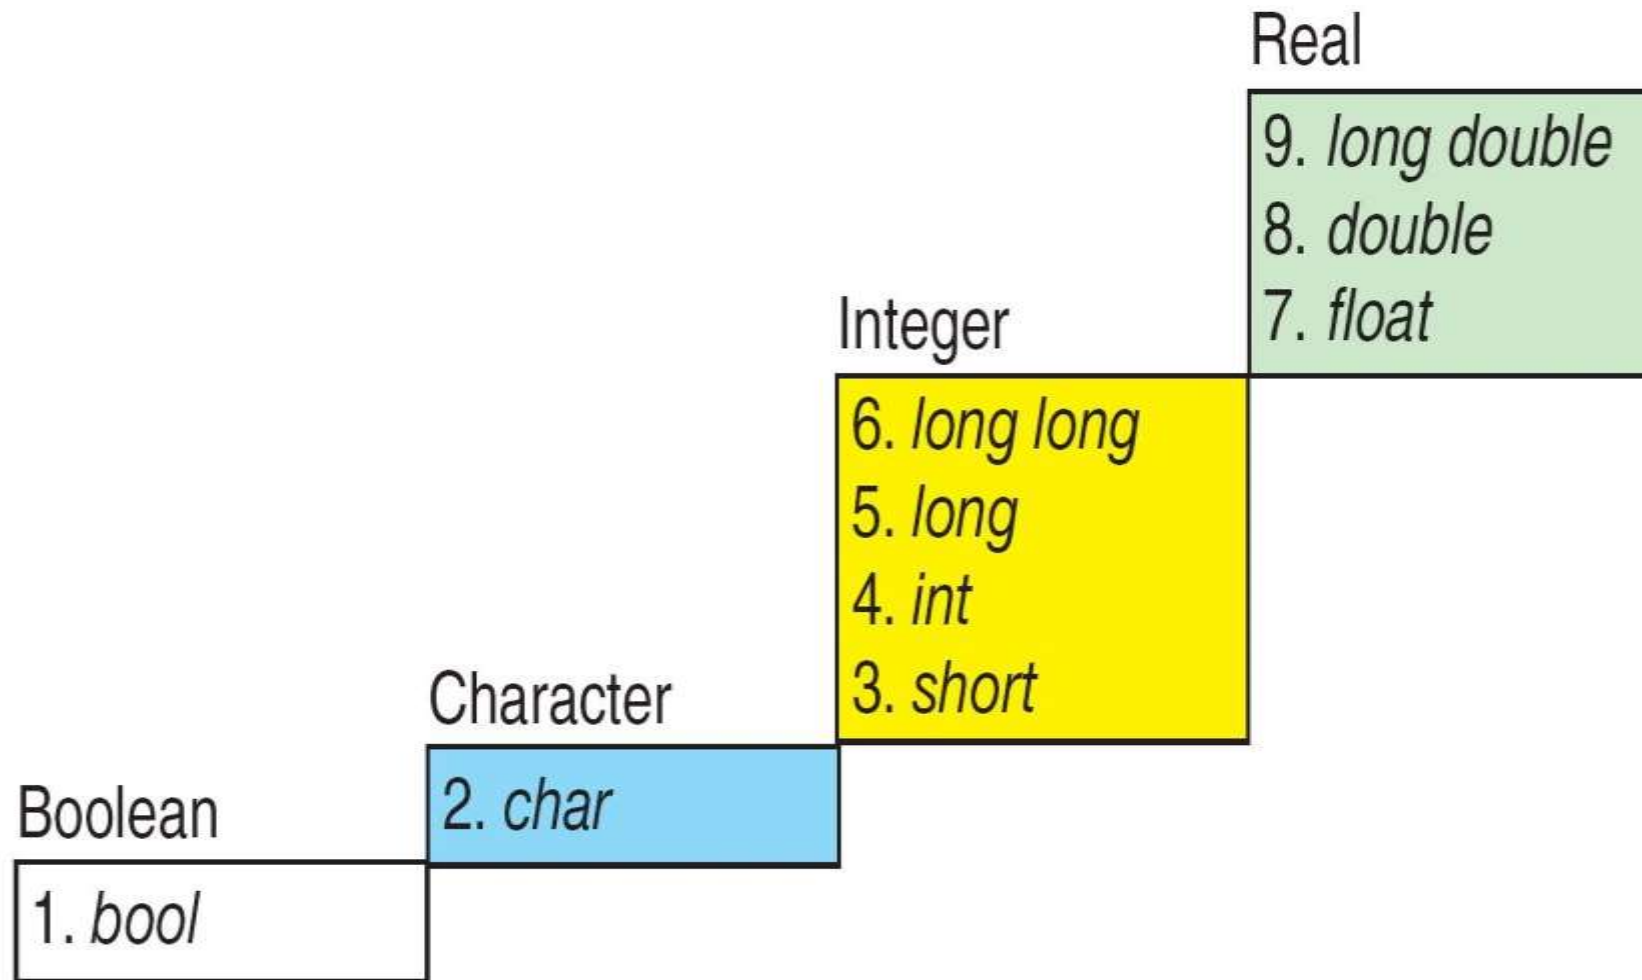 Real
9. long double
8. double
7. float
Integer
6. long long
5. long
4. int
3. short
Character
2. char
Boolean
1. bool